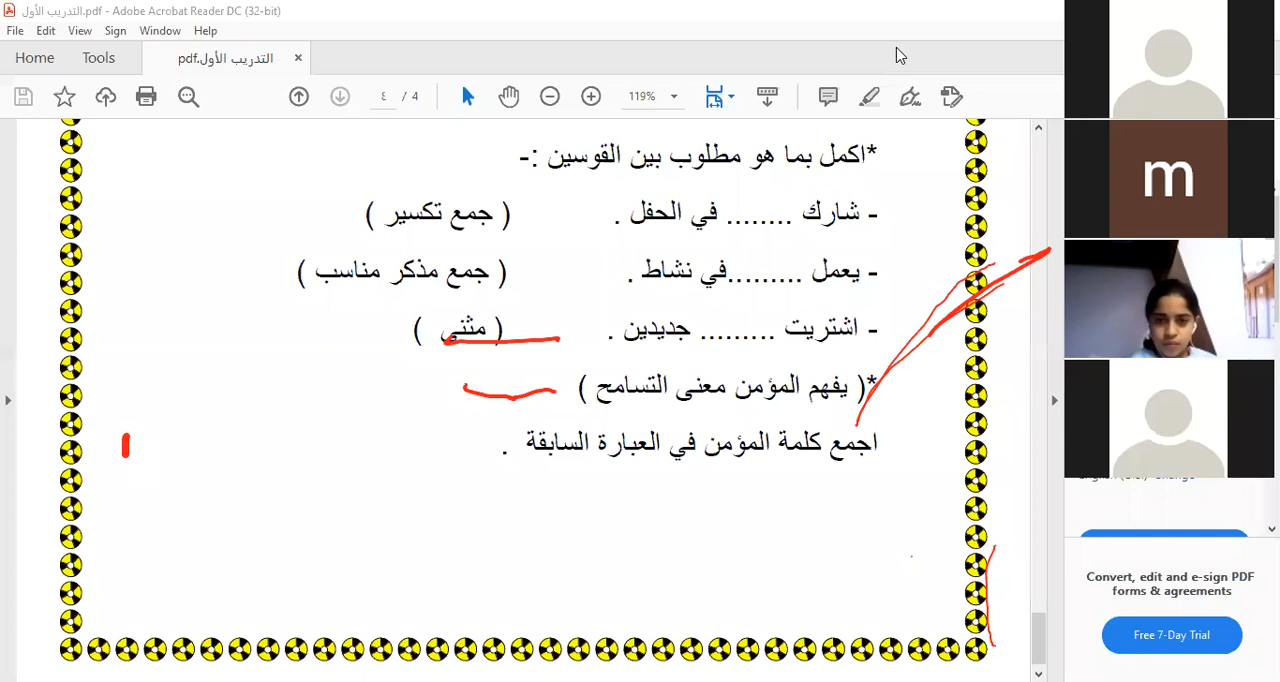 التدريب الأول.pdf - Adobe Acrobat Reader DC (32-bit)
File Edit View Sign Window Help
Home Tools التدريب الأول.pdf ×
٤ / 4 119%
*اكمل بما هو مطلوب بين القوسين :-
- شارك ........ في الحفل . ( جمع تكسير )
- يعمل .........في نشاط . ( جمع مذكر مناسب )
- اشتريت ......... جديدين . ( مثنى )
*( يفهم المؤمن معنى التسامح )
اجمع كلمة المؤمن في العبارة السابقة .
m
Convert, edit and e-sign PDF
forms & agreements
Free 7-Day Trial